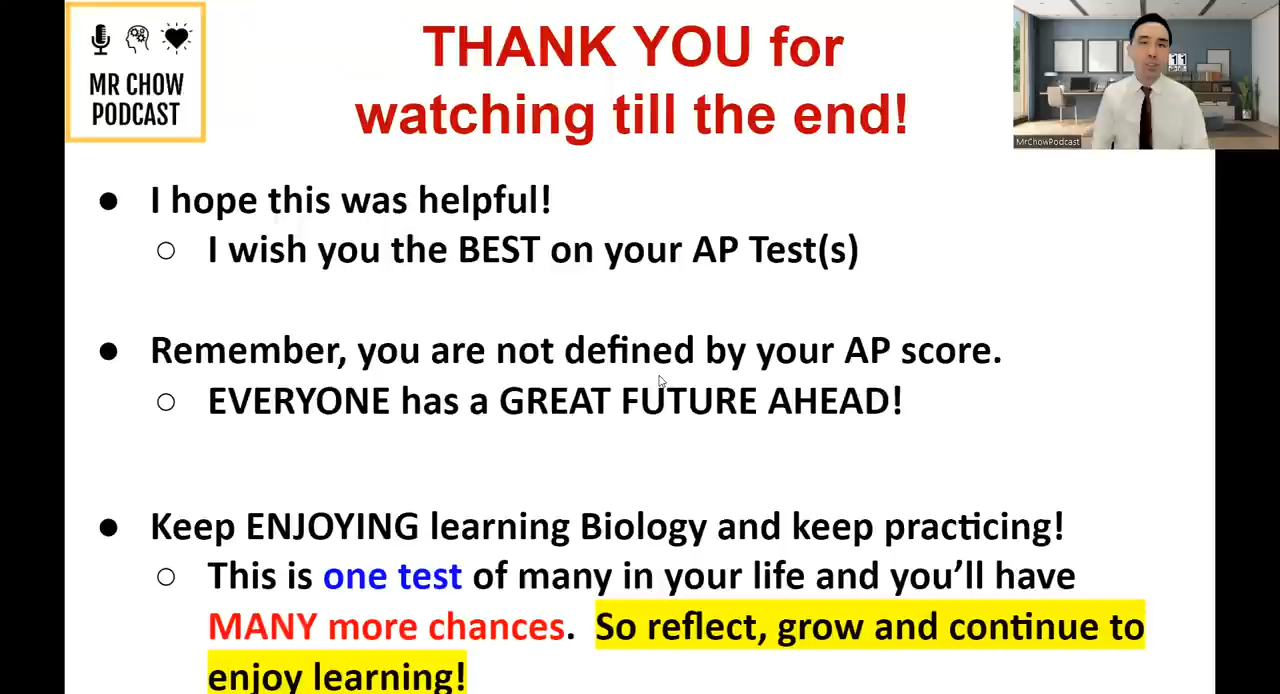 MR CHOW
PODCAST
THANK YOU for
watching till the end!
11
MrChowPodcast
● I hope this was helpful!
○ I wish you the BEST on your AP Test(s)
● Remember, you are not defined by your AP score.
○ EVERYONE has a GREAT FUTURE AHEAD!
● Keep ENJOYING learning Biology and keep practicing!
○ This is one test of many in your life and you’ll have
MANY more chances. So reflect, grow and continue to
enjoy learning!